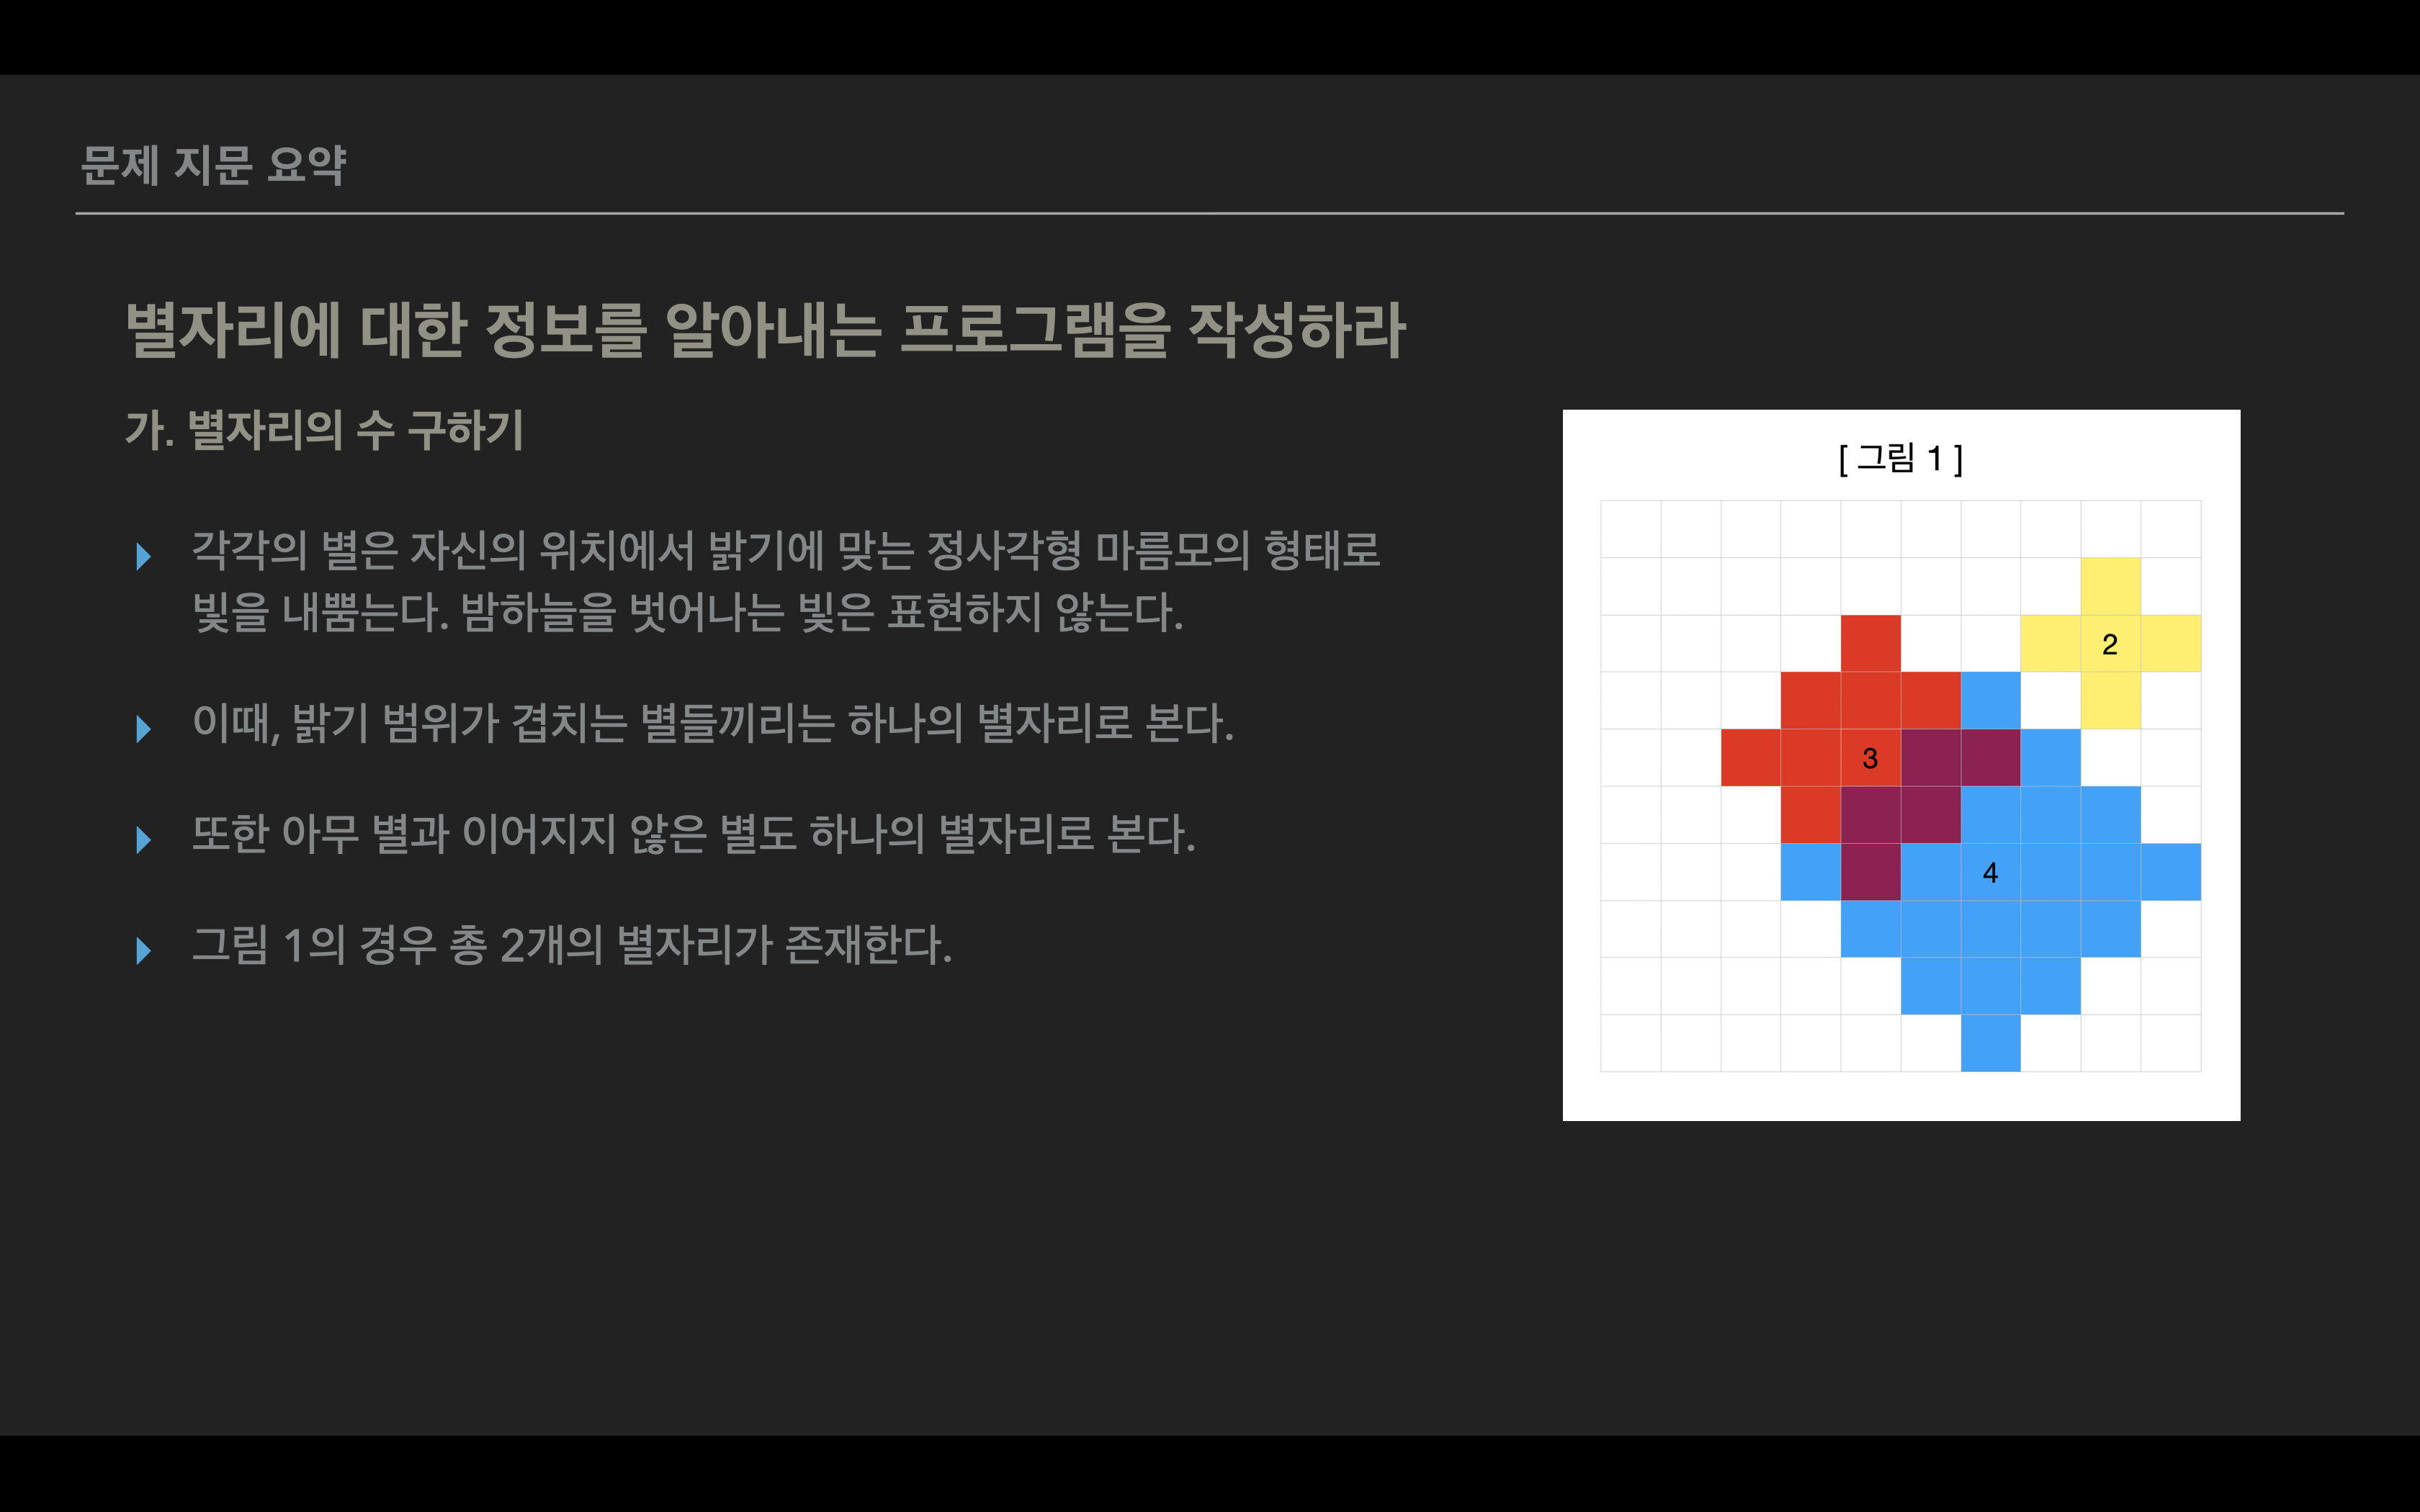 문제 지문 요약
별자리에 대한 정보를 알아내는 프로그램을 작성하라
가. 별자리의 수 구하기
각각의 별은 자신의 위치에서 밝기에 맞는 정사각형 마름모의 형태로
빛을 내뿜는다. 밤하늘을 벗어나는 빛은 표현하지 않는다.
이때, 밝기 범위가 겹치는 별들끼리는 하나의 별자리로 본다.
또한 아무 별과 이어지지 않은 별도 하나의 별자리로 본다.
그림 1의 경우 총 2개의 별자리가 존재한다.
[ 그림 1 ]
2
3
4